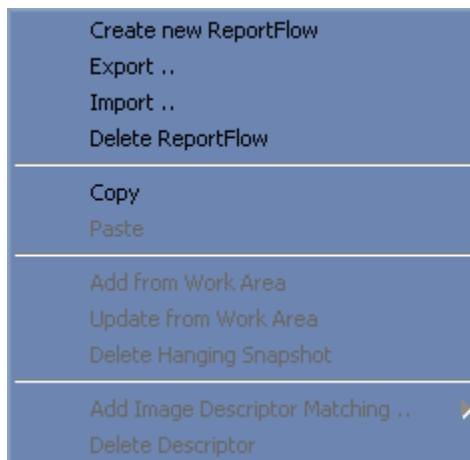 Create new ReportFlow
Export ..
Import ..
Delete ReportFlow
Copy
Paste
Add from Work Area
Update from Work Area
Delete Hanging Snapshot
Add Image Descriptor Matching ..
Delete Descriptor